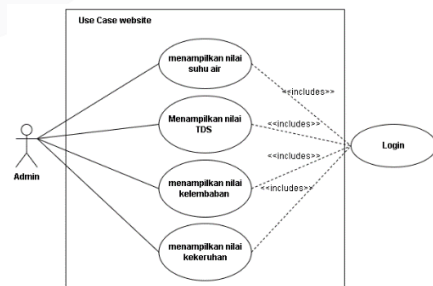 Use Case website
menampilkan nilai
suhu air
<<includes>>
Menampilkan nilai
TDS
<<includes>>
Login
<<includes>>
menampilkan nilai
kelembaban
<<includes>>
Admin
menampilkan nilai
kekeruhan